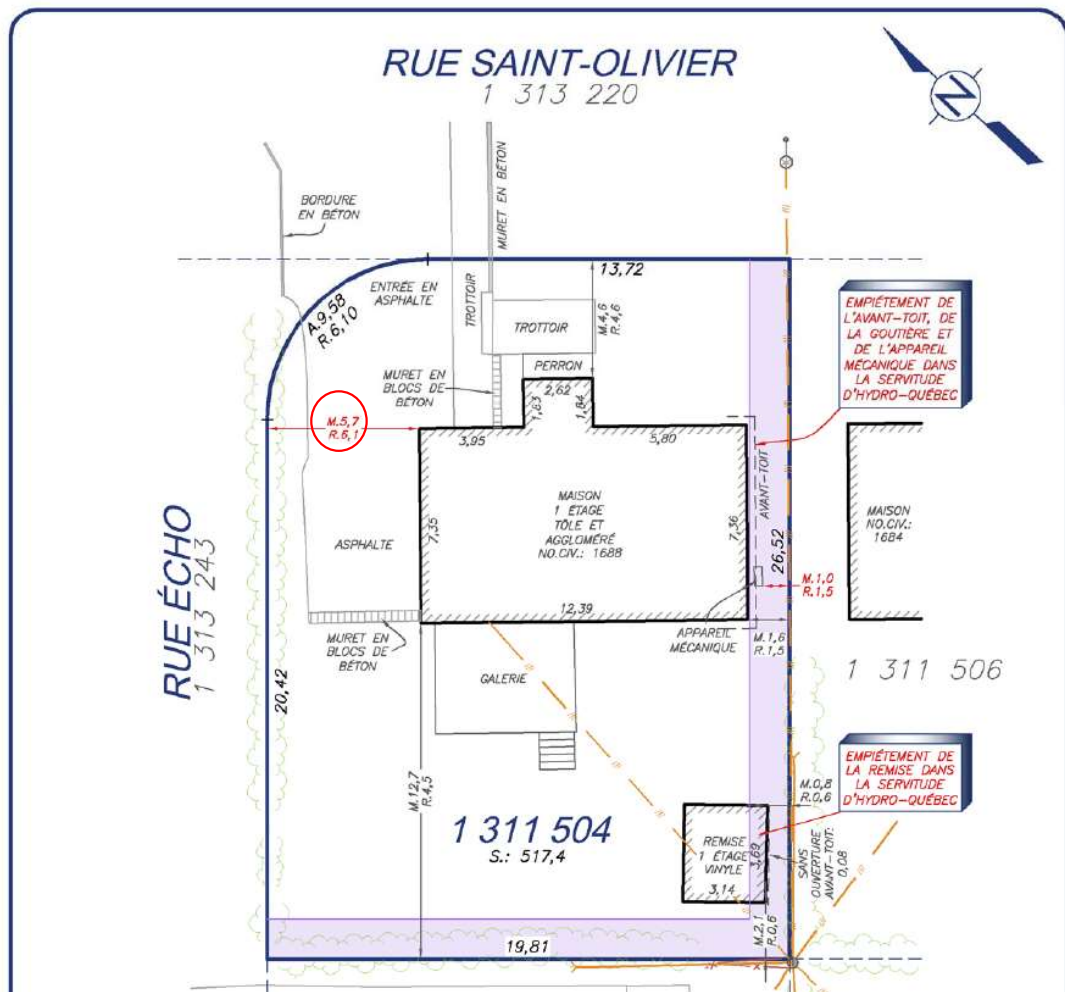 RUE SAINT-OLIVIER
1 313 220
N
BORDURE
EN BÉTON
MURET EN BÉTON
TROTTOIR
ENTRÉE EN
ASPHALTE
A.9,58
R.6,10
13,72
M.4,6
R.4,6
TROTTOIR
PERRON
MURET EN
BLOCS DE
BÉTON
2,62
1,83
1,84
EMPIÉTEMENT DE
L'AVANT-TOIT, DE
LA GOUTIÈRE ET
DE L'APPAREIL
MÉCANIQUE DANS
LA SERVITUDE
D'HYDRO-QUÉBEC
M.5,7
R.6,1
3,95
5,80
AVANT-TOIT
MAISON
1 ÉTAGE
TÔLE ET
AGGLOMÉRÉ
NO.CIV.: 1688
7,35
7,36
26,52
MAISON
NO.CIV.:
1684
RUE ÉCHO
1 313 243
ASPHALTE
M.1,0
R.1,5
12,39
MURET EN
BLOCS DE
BÉTON
APPAREIL
MÉCANIQUE
M.1,6
R.1,5
1 311 506
GALERIE
20,42
M.12,7
R.4,5
EMPIÉTEMENT DE
LA REMISE DANS
LA SERVITUDE
D'HYDRO-QUÉBEC
M.0,8
R.0,6
1 311 504
S.: 517,4
REMISE
1 ÉTAGE
VINYLE
3,69
3,14
SANS
OUVERTURE
AVANT-TOIT:
0,08
M.2,1
R.0,6
19,81